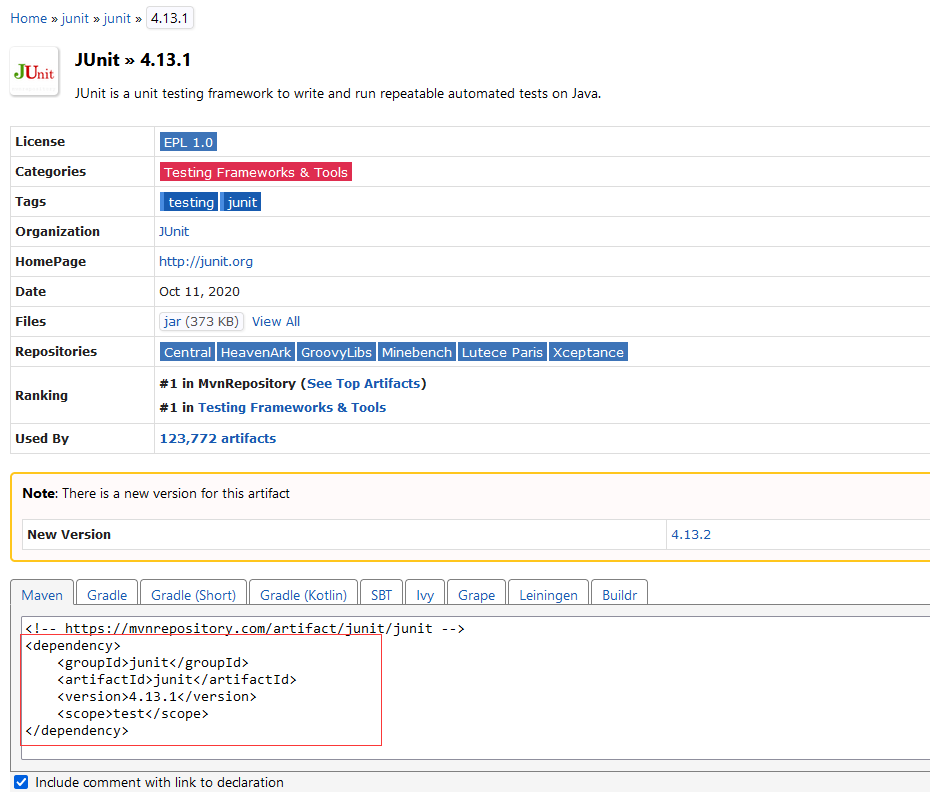 Home » junit » junit » 4.13.1
JUnit
JUnit » 4.13.1
JUnit is a unit testing framework to write and run repeatable automated tests on Java.
License EPL 1.0
Categories Testing Frameworks & Tools
Tags testing junit
Organization JUnit
HomePage http://junit.org
Date Oct 11, 2020
Files jar (373 KB) View All
Repositories Central HeavenArk GroovyLibs Minebench Lutece Paris Xceptance
Ranking #1 in MvnRepository (See Top Artifacts)
#1 in Testing Frameworks & Tools
Used By 123,772 artifacts
Note: There is a new version for this artifact
New Version 4.13.2
Maven Gradle Gradle (Short) Gradle (Kotlin) SBT Ivy Grape Leiningen Buildr
<!-- https://mvnrepository.com/artifact/junit/junit -->
<dependency>
    <groupId>junit</groupId>
    <artifactId>junit</artifactId>
    <version>4.13.1</version>
    <scope>test</scope>
</dependency>
Include comment with link to declaration